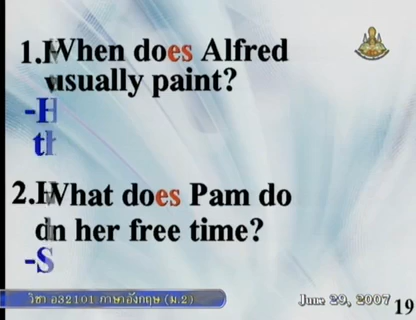 1.When does Alfred
usually paint?
-H
th
2.What does Pam do
in her free time?
-S
วิชา อ32101 ภาษาอังกฤษ (ม.2)
June 29, 2007
19